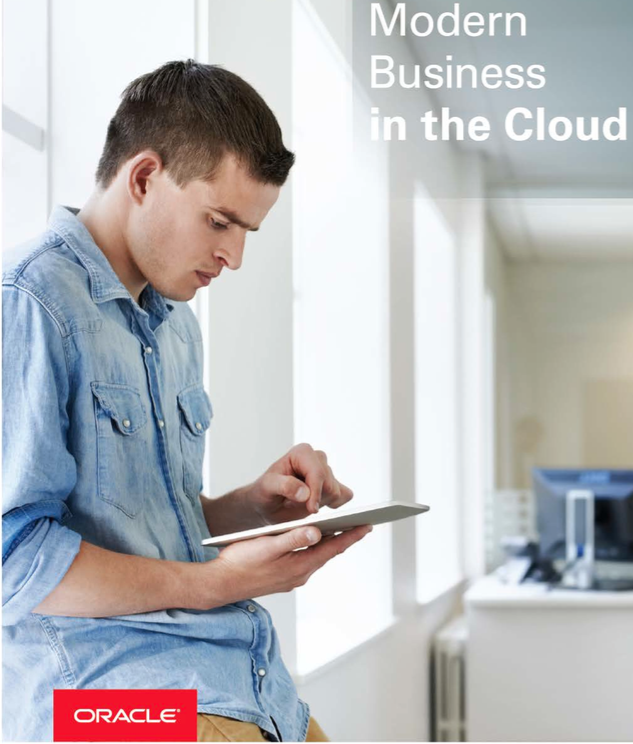 Modern
Business
in the Cloud
ORACLE®